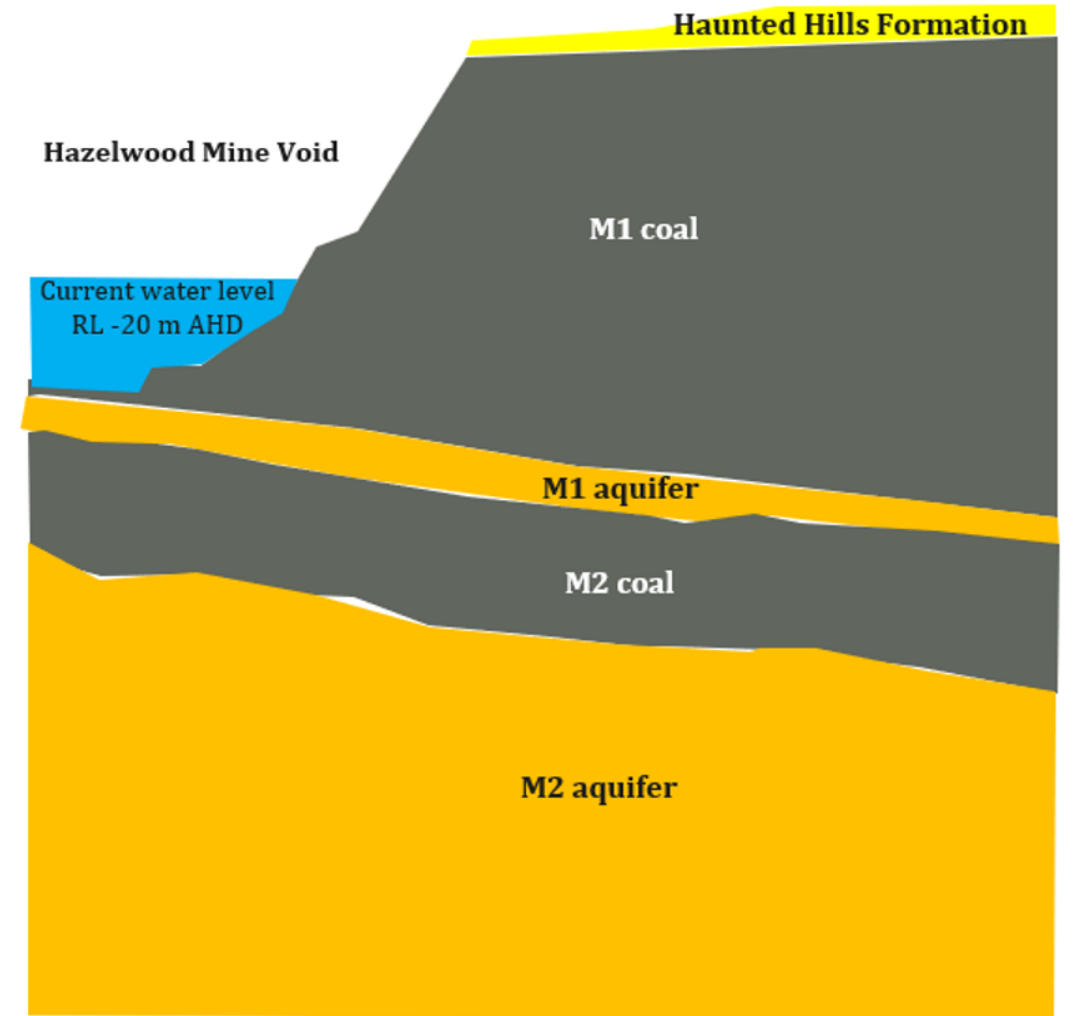 Haunted Hills Formation
Hazelwood Mine Void
M1 coal
Current water level
RL -20 m AHD
M1 aquifer
M2 coal
M2 aquifer